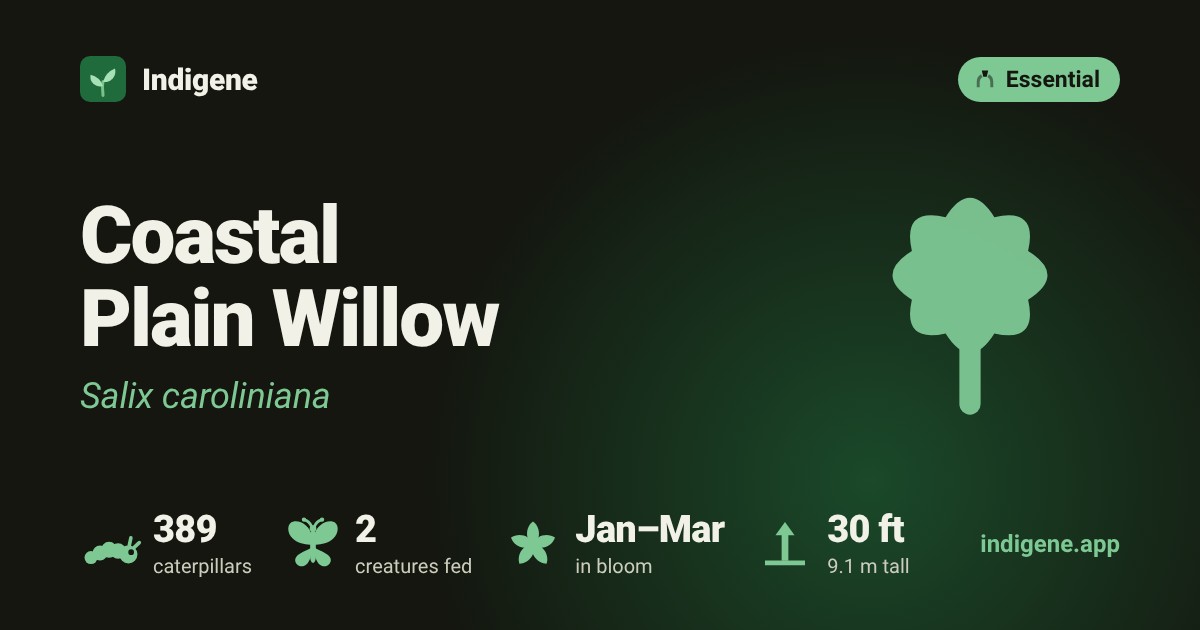 Indigene
Essential
Coastal
Plain Willow
Salix caroliniana
389
caterpillars
2
creatures fed
Jan–Mar
in bloom
30 ft
9.1 m tall
indigene.app